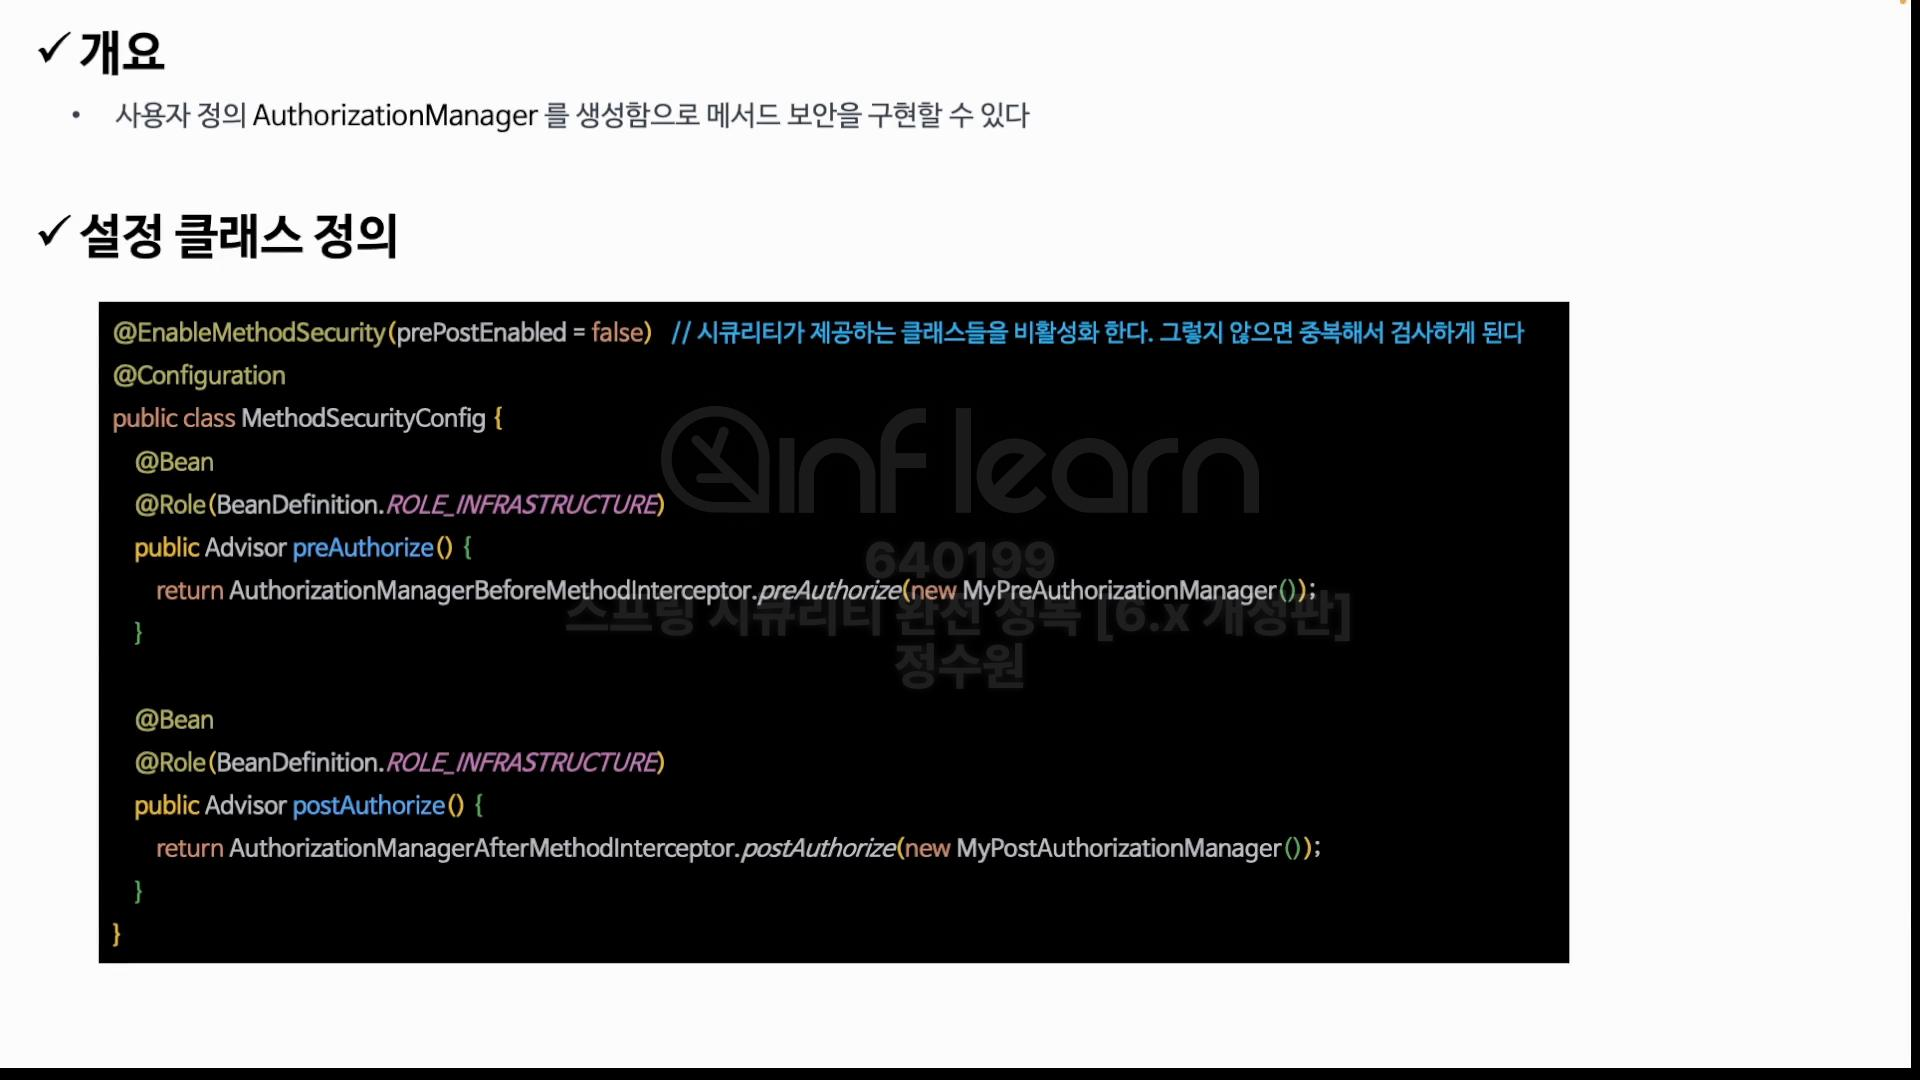 ✓ 개요
• 사용자 정의 AuthorizationManager 를 생성함으로 메서드 보안을 구현할 수 있다
✓ 설정 클래스 정의
@EnableMethodSecurity(prePostEnabled = false)   // 시큐리티가 제공하는 클래스들을 비활성화 한다. 그렇지 않으면 중복해서 검사하게 된다
@Configuration
public class MethodSecurityConfig {
@Bean
@Role(BeanDefinition.ROLE_INFRASTRUCTURE)
public Advisor preAuthorize() {
return AuthorizationManagerBeforeMethodInterceptor.preAuthorize(new MyPreAuthorizationManager());
}
@Bean
@Role(BeanDefinition.ROLE_INFRASTRUCTURE)
public Advisor postAuthorize() {
return AuthorizationManagerAfterMethodInterceptor.postAuthorize(new MyPostAuthorizationManager());
}
}
inflearn
640199
스프링 시큐리티 완전 정복 [6.x 개정판]
정수원